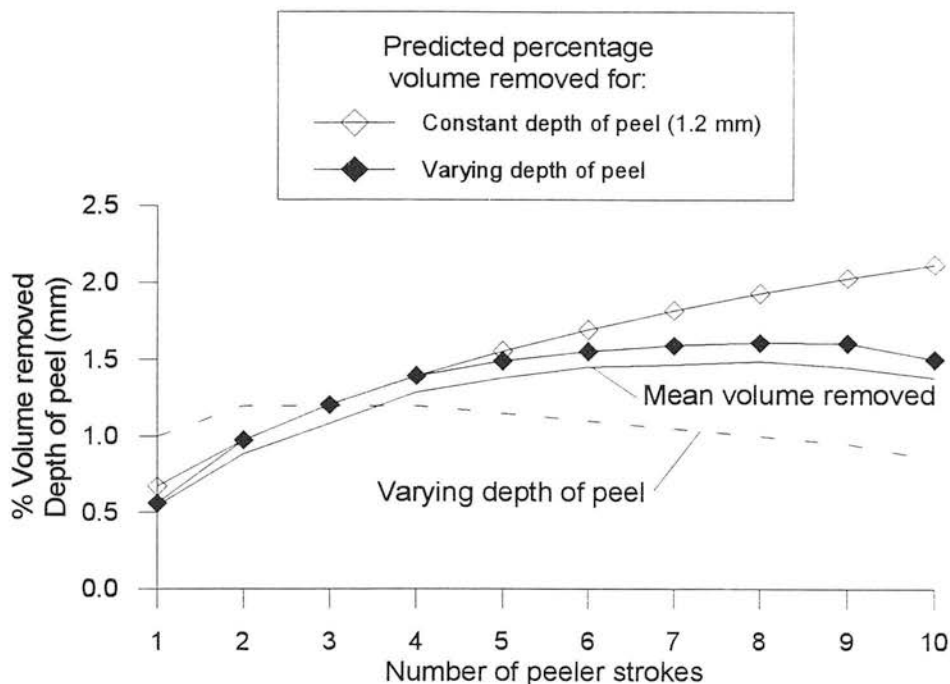 Predicted percentage
volume removed for:
Constant depth of peel (1.2 mm)
Varying depth of peel
% Volume removed
Depth of peel (mm)
2.5
2.0
1.5
1.0
0.5
0.0
Mean volume removed
Varying depth of peel
1 2 3 4 5 6 7 8 9 10
Number of peeler strokes